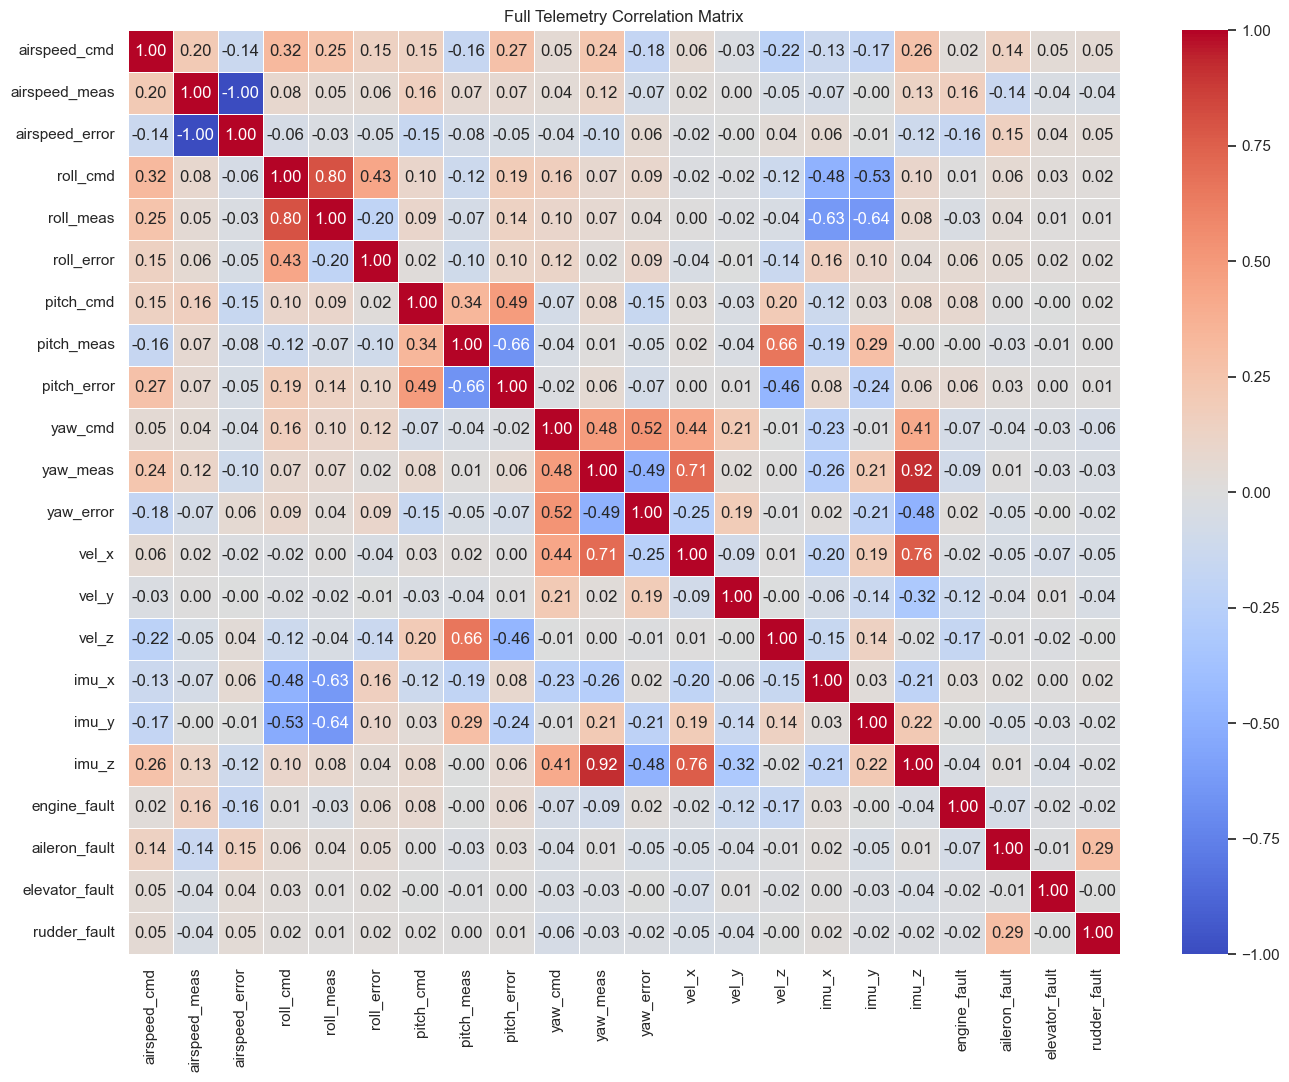 Full Telemetry Correlation Matrix
airspeed_cmd 1.00 0.20 -0.14 0.32 0.25 0.15 0.15 -0.16 0.27 0.05 0.24 -0.18 0.06 -0.03 -0.22 -0.13 -0.17 0.26 0.02 0.14 0.05 0.05
airspeed_meas 0.20 1.00 -1.00 0.08 0.05 0.06 0.16 0.07 0.07 0.04 0.12 -0.07 0.02 0.00 -0.05 -0.07 -0.00 0.13 0.16 -0.14 -0.04 -0.04
airspeed_error -0.14 -1.00 1.00 -0.06 -0.03 -0.05 -0.15 -0.08 -0.05 -0.04 -0.10 0.06 -0.02 -0.00 0.04 0.06 -0.01 -0.12 -0.16 0.15 0.04 0.05
roll_cmd 0.32 0.08 -0.06 1.00 0.80 0.43 0.10 -0.12 0.19 0.16 0.07 0.09 -0.02 -0.02 -0.12 -0.48 -0.53 0.10 0.01 0.06 0.03 0.02
roll_meas 0.25 0.05 -0.03 0.80 1.00 -0.20 0.09 -0.07 0.14 0.10 0.07 0.04 0.00 -0.02 -0.04 -0.63 -0.64 0.08 -0.03 0.04 0.01 0.01
roll_error 0.15 0.06 -0.05 0.43 -0.20 1.00 0.02 -0.10 0.10 0.12 0.02 0.09 -0.04 -0.01 -0.14 0.16 0.10 0.04 0.06 0.05 0.02 0.02
pitch_cmd 0.15 0.16 -0.15 0.10 0.09 0.02 1.00 0.34 0.49 -0.07 0.08 -0.15 0.03 -0.03 0.20 -0.12 0.03 0.08 0.08 0.00 -0.00 0.02
pitch_meas -0.16 0.07 -0.08 -0.12 -0.07 -0.10 0.34 1.00 -0.66 -0.04 0.01 -0.05 0.02 -0.04 0.66 -0.19 0.29 -0.00 -0.00 -0.03 -0.01 0.00
pitch_error 0.27 0.07 -0.05 0.19 0.14 0.10 0.49 -0.66 1.00 -0.02 0.06 -0.07 0.00 0.01 -0.46 0.08 -0.24 0.06 0.06 0.03 0.00 0.01
yaw_cmd 0.05 0.04 -0.04 0.16 0.10 0.12 -0.07 -0.04 -0.02 1.00 0.48 0.52 0.44 0.21 -0.01 -0.23 -0.01 0.41 -0.07 -0.04 -0.03 -0.06
yaw_meas 0.24 0.12 -0.10 0.07 0.07 0.02 0.08 0.01 0.06 0.48 1.00 -0.49 0.71 0.02 0.00 -0.26 0.21 0.92 -0.09 0.01 -0.03 -0.03
yaw_error -0.18 -0.07 0.06 0.09 0.04 0.09 -0.15 -0.05 -0.07 0.52 -0.49 1.00 -0.25 0.19 -0.01 0.02 -0.21 -0.48 0.02 -0.05 -0.00 -0.02
vel_x 0.06 0.02 -0.02 -0.02 0.00 -0.04 0.03 0.02 0.00 0.44 0.71 -0.25 1.00 -0.09 0.01 -0.20 0.19 0.76 -0.02 -0.05 -0.07 -0.05
vel_y -0.03 0.00 -0.00 -0.02 -0.02 -0.01 -0.03 -0.04 0.01 0.21 0.02 0.19 -0.09 1.00 -0.00 -0.06 -0.14 -0.32 -0.12 -0.04 0.01 -0.04
vel_z -0.22 -0.05 0.04 -0.12 -0.04 -0.14 0.20 0.66 -0.46 -0.01 0.00 -0.01 0.01 -0.00 1.00 -0.15 0.14 -0.02 -0.17 -0.01 -0.02 -0.00
imu_x -0.13 -0.07 0.06 -0.48 -0.63 0.16 -0.12 -0.19 0.08 -0.23 -0.26 0.02 -0.20 -0.06 -0.15 1.00 0.03 -0.21 0.03 0.02 0.00 0.02
imu_y -0.17 -0.00 -0.01 -0.53 -0.64 0.10 0.03 0.29 -0.24 -0.01 0.21 -0.21 0.19 -0.14 0.14 0.03 1.00 0.22 -0.00 -0.05 -0.03 -0.02
imu_z 0.26 0.13 -0.12 0.10 0.08 0.04 0.08 -0.00 0.06 0.41 0.92 -0.48 0.76 -0.32 -0.02 -0.21 0.22 1.00 -0.04 0.01 -0.04 -0.02
engine_fault 0.02 0.16 -0.16 0.01 -0.03 0.06 0.08 -0.00 0.06 -0.07 -0.09 0.02 -0.02 -0.12 -0.17 0.03 -0.00 -0.04 1.00 -0.07 -0.02 -0.02
aileron_fault 0.14 -0.14 0.15 0.06 0.04 0.05 0.00 -0.03 0.03 -0.04 0.01 -0.05 -0.05 -0.04 -0.01 0.02 -0.05 0.01 -0.07 1.00 -0.01 0.29
elevator_fault 0.05 -0.04 0.04 0.03 0.01 0.02 -0.00 -0.01 0.00 -0.03 -0.03 -0.00 -0.07 0.01 -0.02 0.00 -0.03 -0.04 -0.02 -0.01 1.00 -0.00
rudder_fault 0.05 -0.04 0.05 0.02 0.01 0.02 0.02 0.00 0.01 -0.06 -0.03 -0.02 -0.05 -0.04 -0.00 0.02 -0.02 -0.02 -0.02 0.29 -0.00 1.00
airspeed_cmd airspeed_meas airspeed_error roll_cmd roll_meas roll_error pitch_cmd pitch_meas pitch_error yaw_cmd yaw_meas yaw_error vel_x vel_y vel_z imu_x imu_y imu_z engine_fault aileron_fault elevator_fault rudder_fault
1.00
0.75
0.50
0.25
0.00
−0.25
−0.50
−0.75
−1.00